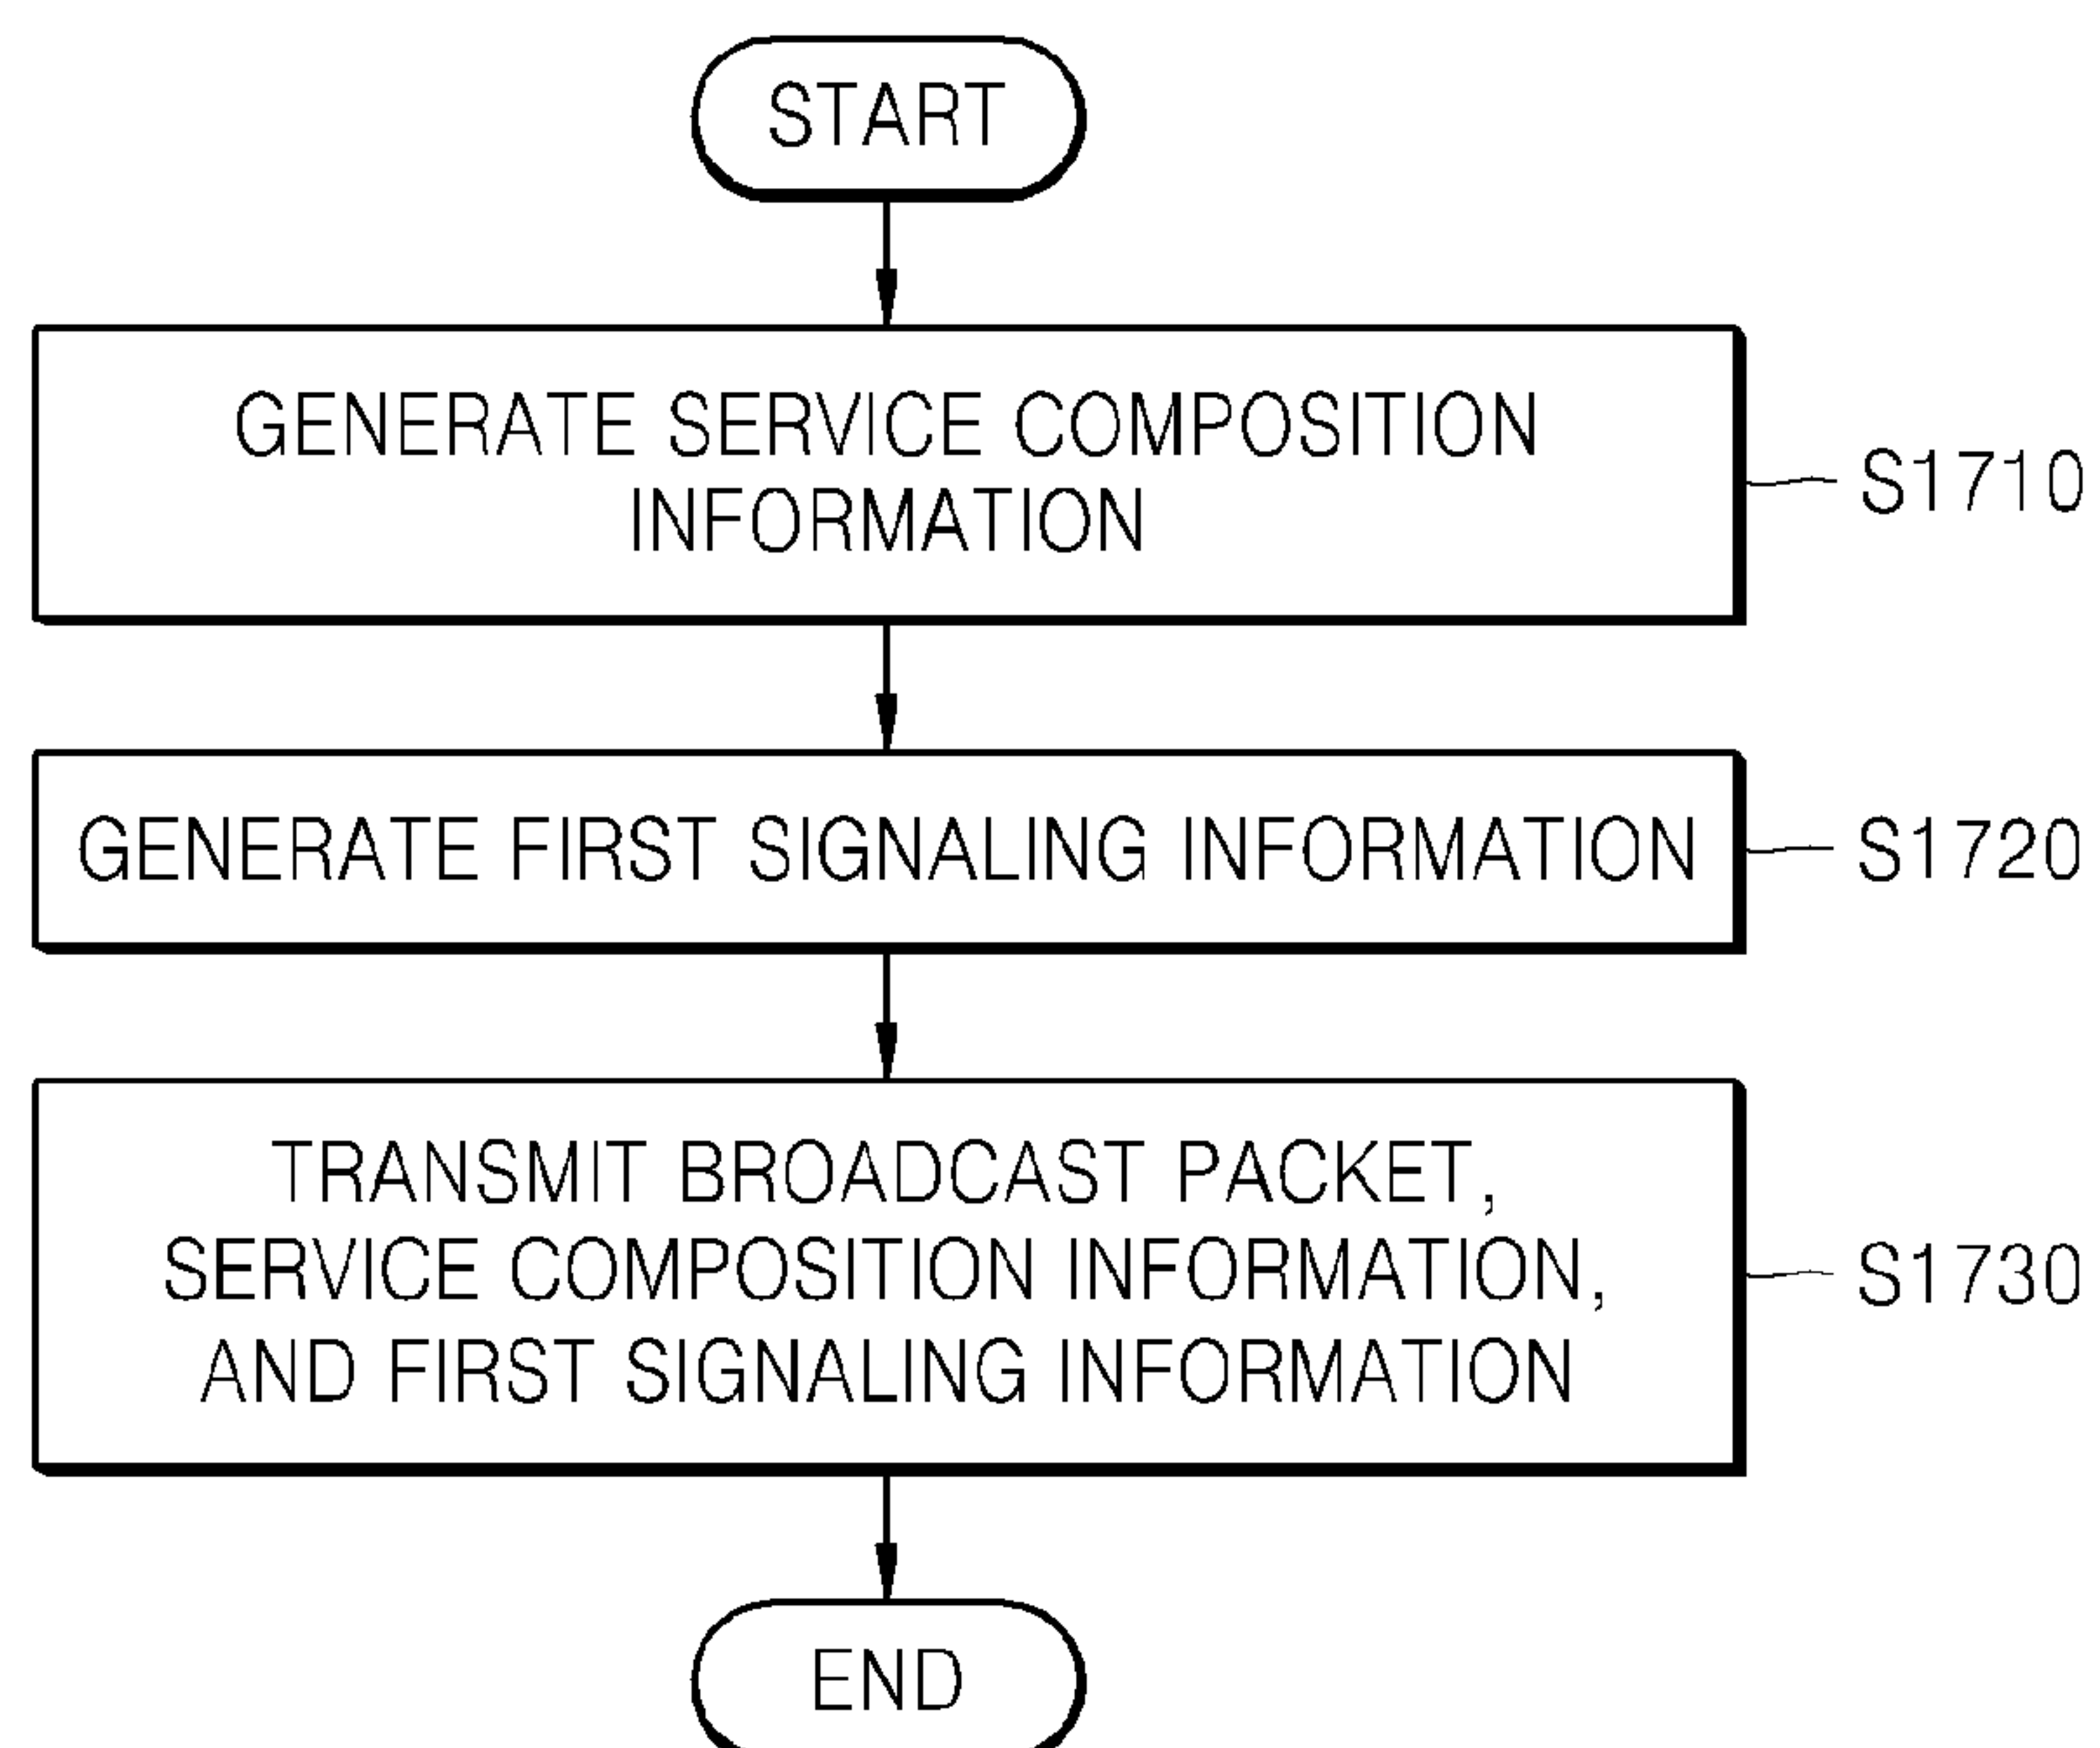 START
GENERATE SERVICE COMPOSITION
INFORMATION
S1710
GENERATE FIRST SIGNALING INFORMATION
S1720
TRANSMIT BROADCAST PACKET,
SERVICE COMPOSITION INFORMATION,
AND FIRST SIGNALING INFORMATION
S1730
END